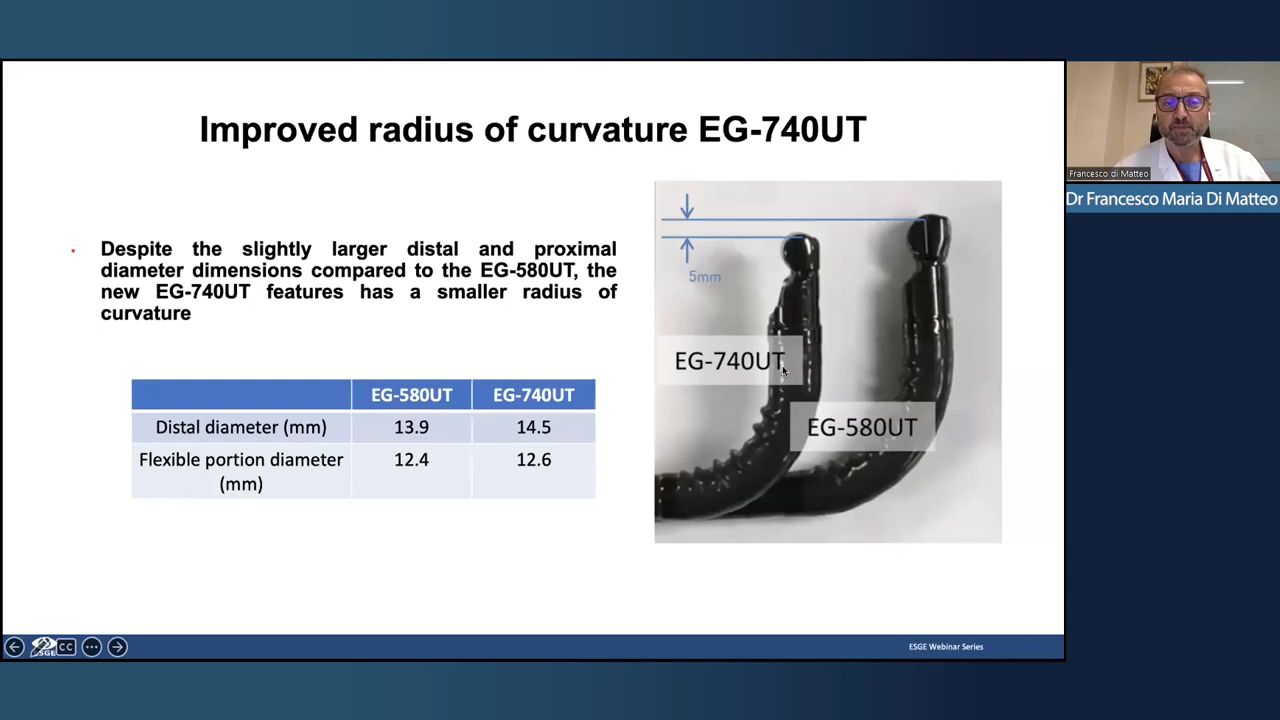 Improved radius of curvature EG-740UT
Francesco di Matteo
Dr Francesco Maria Di Matteo
Despite the slightly larger distal and proximal
diameter dimensions compared to the EG-580UT, the
new EG-740UT features has a smaller radius of
curvature
5mm
EG-740UT
EG-580UT
EG-580UT EG-740UT
Distal diameter (mm) 13.9 14.5
Flexible portion diameter 12.4 12.6
(mm)
CC
ESGE Webinar Series